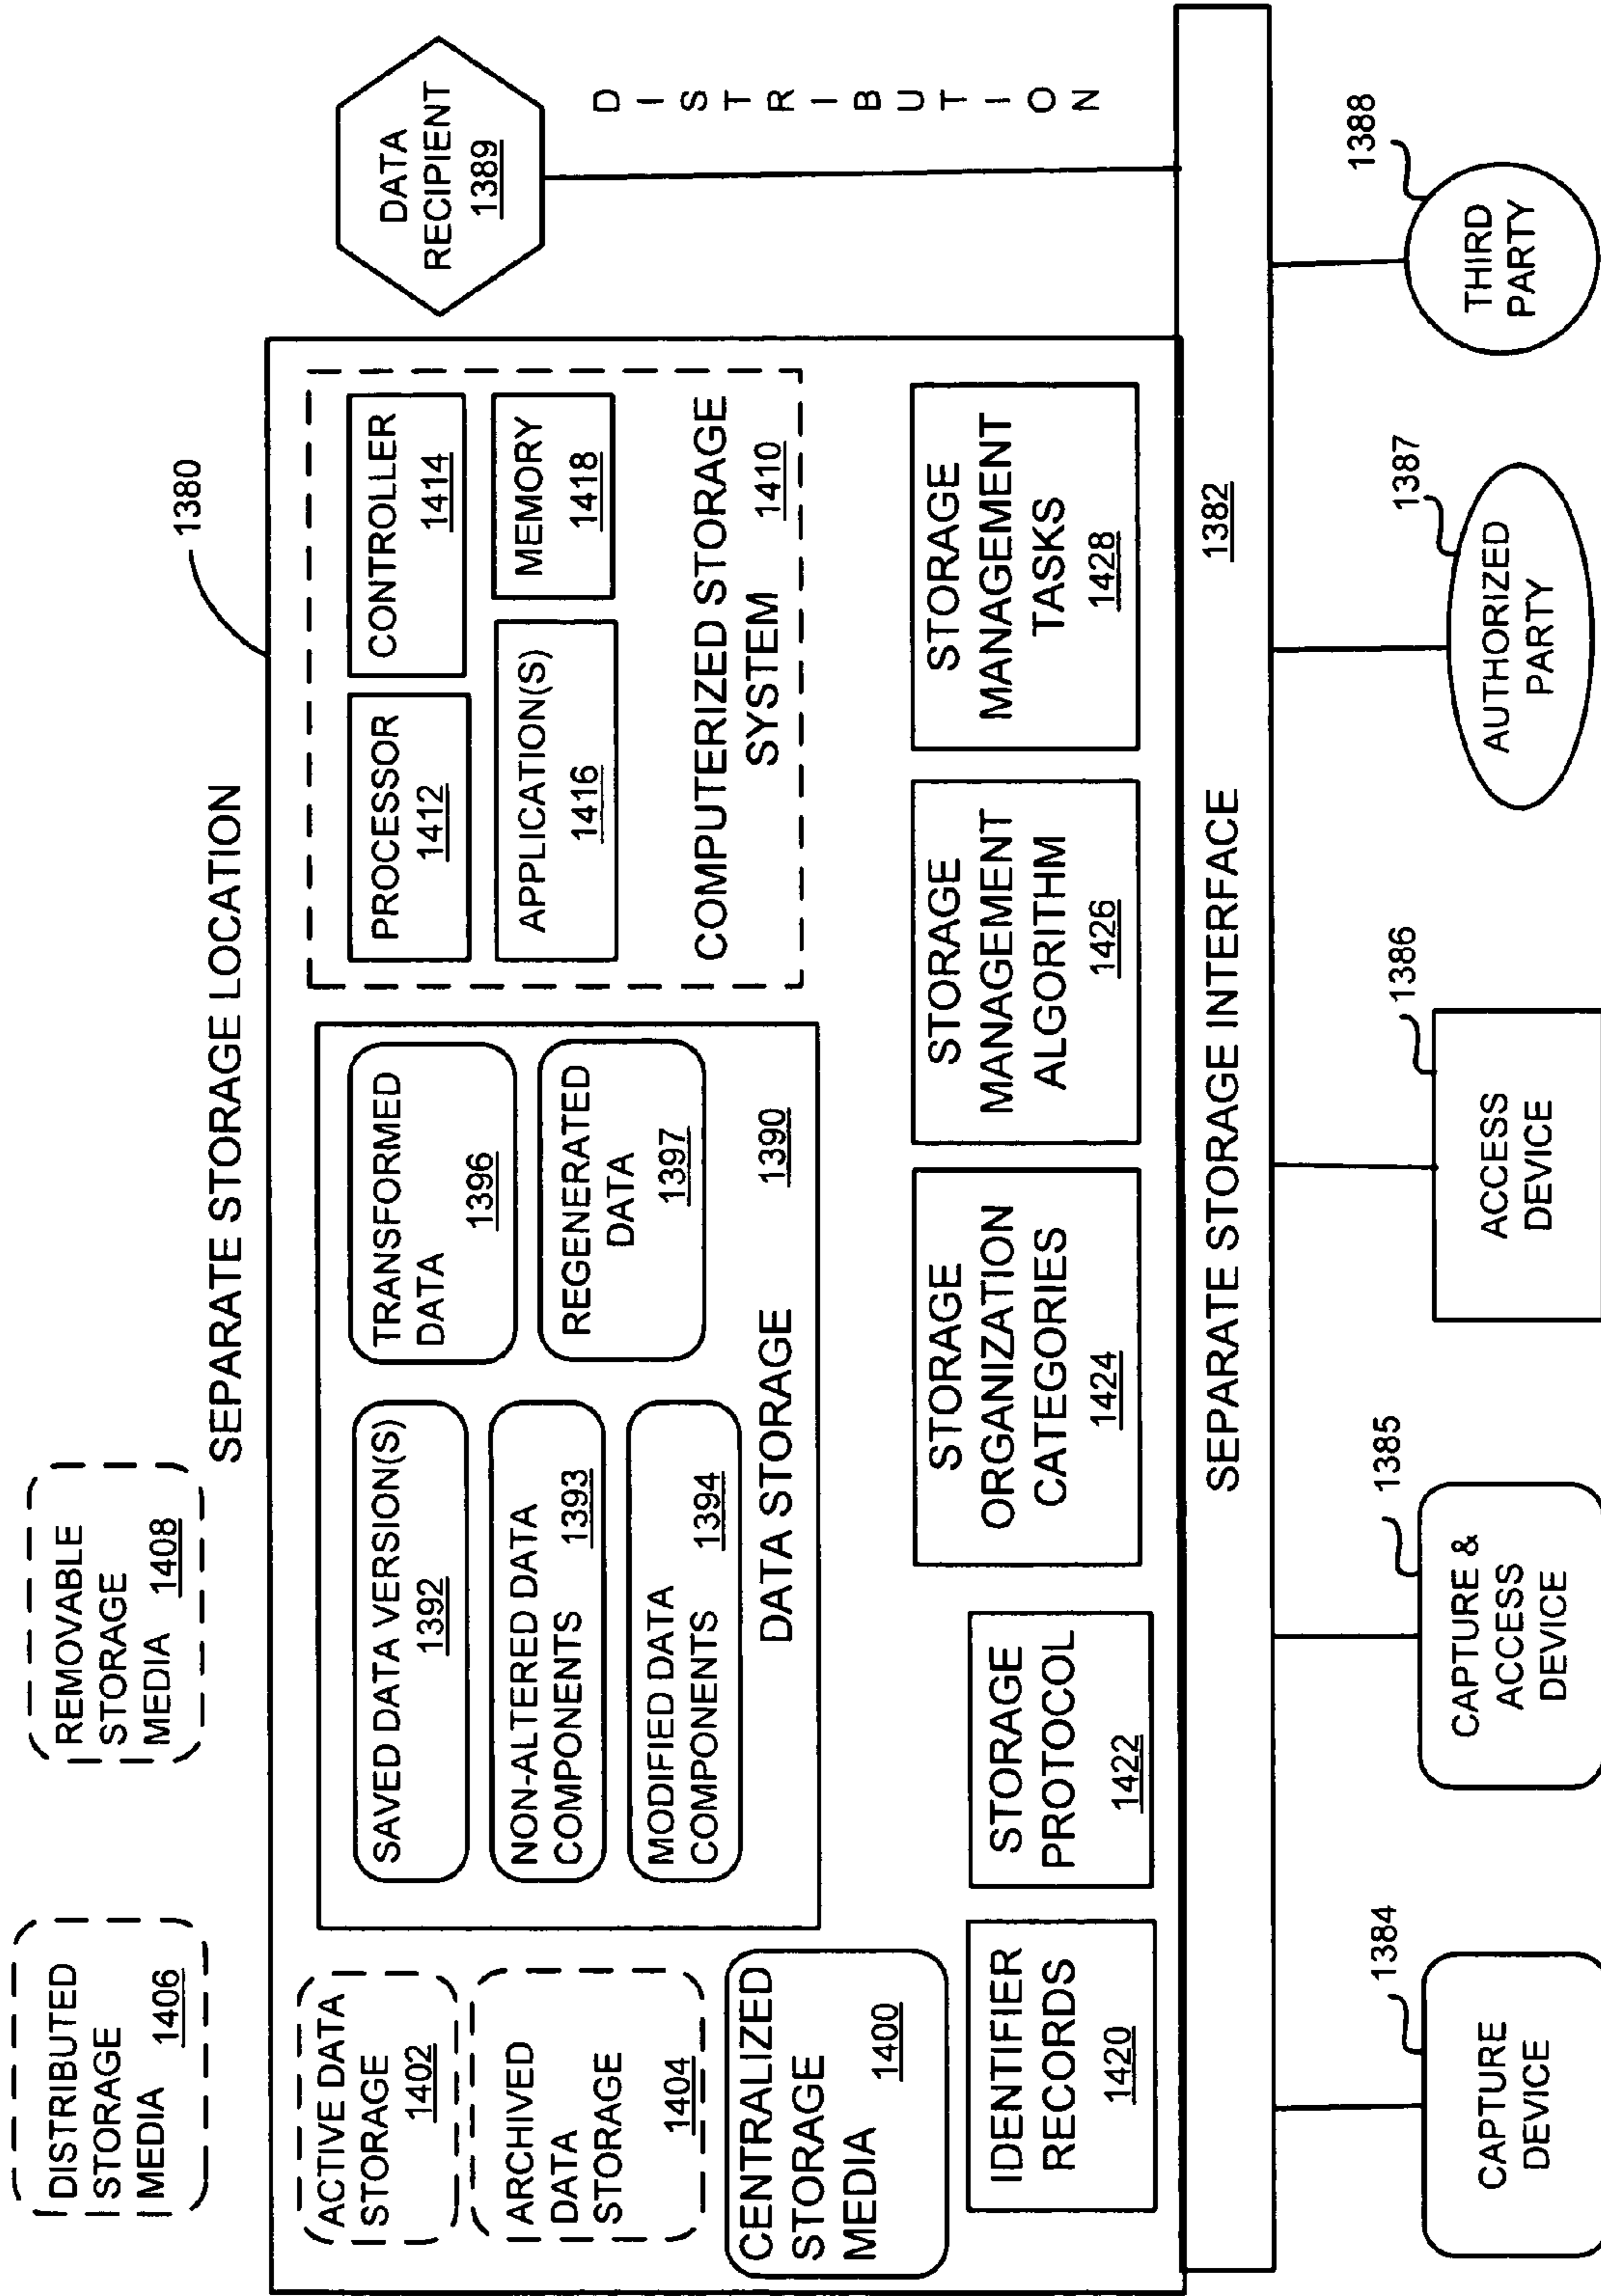 DISTRIBUTED
STORAGE
MEDIA 1406
REMOVABLE
STORAGE
MEDIA 1408
SEPARATE STORAGE LOCATION
1380
ACTIVE DATA
STORAGE
1402
ARCHIVED
DATA
STORAGE
1404
CENTRALIZED
STORAGE
MEDIA 1400
SAVED DATA VERSION(S)
1392
NON-ALTERED DATA
COMPONENTS 1393
MODIFIED DATA
COMPONENTS 1394
TRANSFORMED
DATA
1396
REGENERATED
DATA
1397
DATA STORAGE 1390
PROCESSOR
1412
CONTROLLER
1414
APPLICATION(S)
1416
MEMORY
1418
COMPUTERIZED STORAGE
SYSTEM 1410
DATA
RECIPIENT
1389
DISTRIBUTION
IDENTIFIER
RECORDS
1420
STORAGE
PROTOCOL
1422
STORAGE
ORGANIZATION
CATEGORIES
1424
STORAGE
MANAGEMENT
ALGORITHM
1426
STORAGE
MANAGEMENT
TASKS
1428
SEPARATE STORAGE INTERFACE 1382
1384
CAPTURE
DEVICE
1385
CAPTURE &
ACCESS
DEVICE
1386
ACCESS
DEVICE
1387
AUTHORIZED
PARTY
1388
THIRD
PARTY